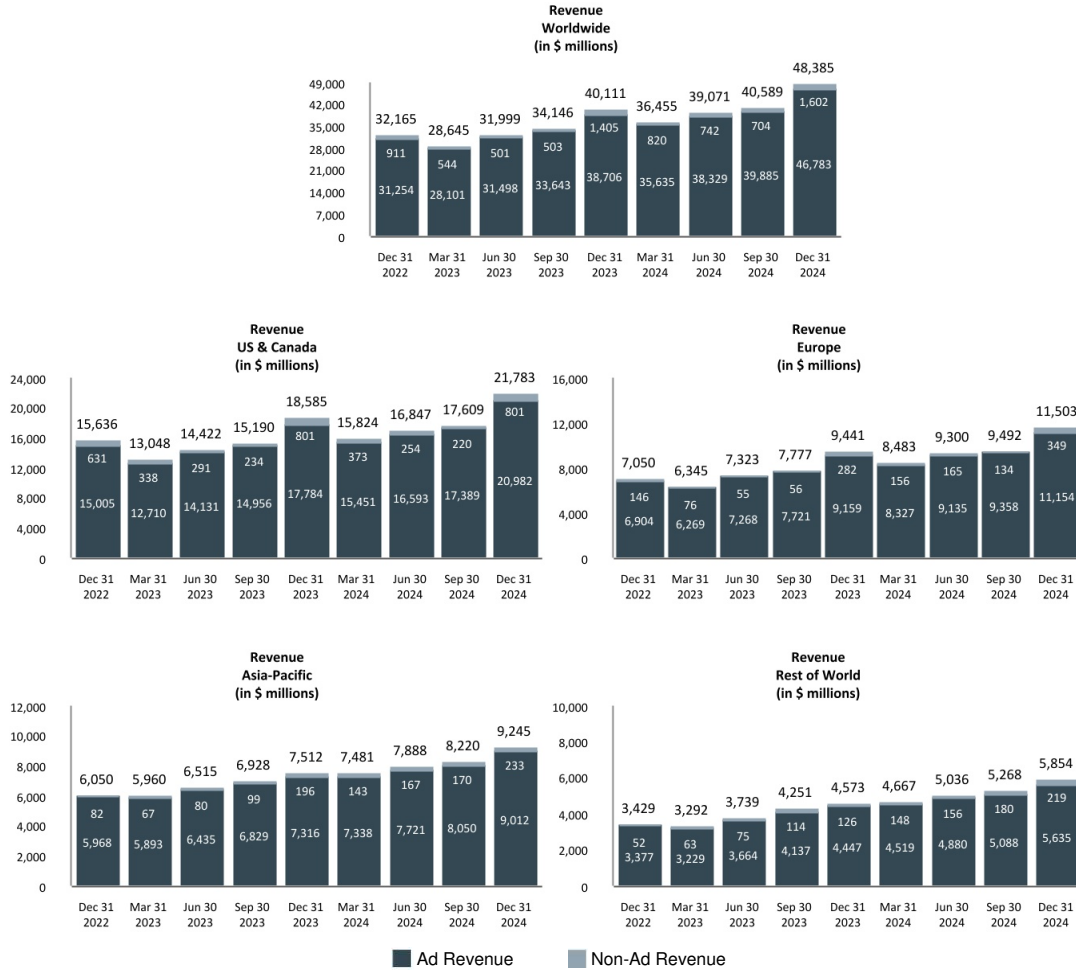 Revenue
Worldwide
(in $ millions)
49,000
42,000
35,000
28,000
21,000
14,000
7,000
0
32,165 28,645 31,999 34,146 40,111 36,455 39,071 40,589 48,385
911 544 501 503 1,405 820 742 704 1,602
31,254 28,101 31,498 33,643 38,706 35,635 38,329 39,885 46,783
Dec 31 Mar 31 Jun 30 Sep 30 Dec 31 Mar 31 Jun 30 Sep 30 Dec 31
2022 2023 2023 2023 2023 2024 2024 2024 2024
Revenue
US & Canada
(in $ millions)
24,000
20,000
16,000
12,000
8,000
4,000
0
15,636 13,048 14,422 15,190 18,585 15,824 16,847 17,609 21,783
631 338 291 234 801 373 254 220 801
15,005 12,710 14,131 14,956 17,784 15,451 16,593 17,389 20,982
Dec 31 Mar 31 Jun 30 Sep 30 Dec 31 Mar 31 Jun 30 Sep 30 Dec 31
2022 2023 2023 2023 2023 2024 2024 2024 2024
Revenue
Europe
(in $ millions)
16,000
12,000
8,000
4,000
0
7,050 6,345 7,323 7,777 9,441 8,483 9,300 9,492 11,503
146 76 55 56 282 156 165 134 349
6,904 6,269 7,268 7,721 9,159 8,327 9,135 9,358 11,154
Dec 31 Mar 31 Jun 30 Sep 30 Dec 31 Mar 31 Jun 30 Sep 30 Dec 31
2022 2023 2023 2023 2023 2024 2024 2024 2024
Revenue
Asia-Pacific
(in $ millions)
12,000
10,000
8,000
6,000
4,000
2,000
0
6,050 5,960 6,515 6,928 7,512 7,481 7,888 8,220 9,245
82 67 80 99 196 143 167 170 233
5,968 5,893 6,435 6,829 7,316 7,338 7,721 8,050 9,012
Dec 31 Mar 31 Jun 30 Sep 30 Dec 31 Mar 31 Jun 30 Sep 30 Dec 31
2022 2023 2023 2023 2023 2024 2024 2024 2024
Revenue
Rest of World
(in $ millions)
10,000
8,000
6,000
4,000
2,000
0
3,429 3,292 3,739 4,251 4,573 4,667 5,036 5,268 5,854
52 63 75 114 126 148 156 180 219
3,377 3,229 3,664 4,137 4,447 4,519 4,880 5,088 5,635
Dec 31 Mar 31 Jun 30 Sep 30 Dec 31 Mar 31 Jun 30 Sep 30 Dec 31
2022 2023 2023 2023 2023 2024 2024 2024 2024
Ad Revenue Non-Ad Revenue